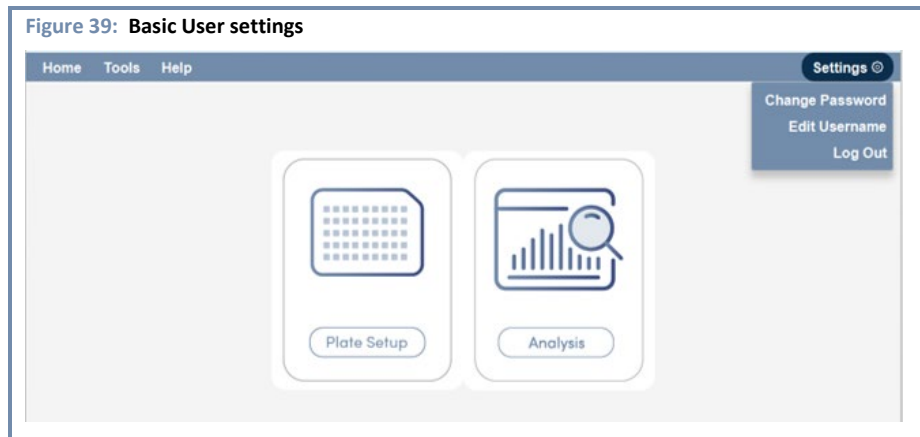 Figure 39: Basic User settings
Home Tools Help Settings
Change Password
Edit Username
Log Out
Plate Setup Analysis